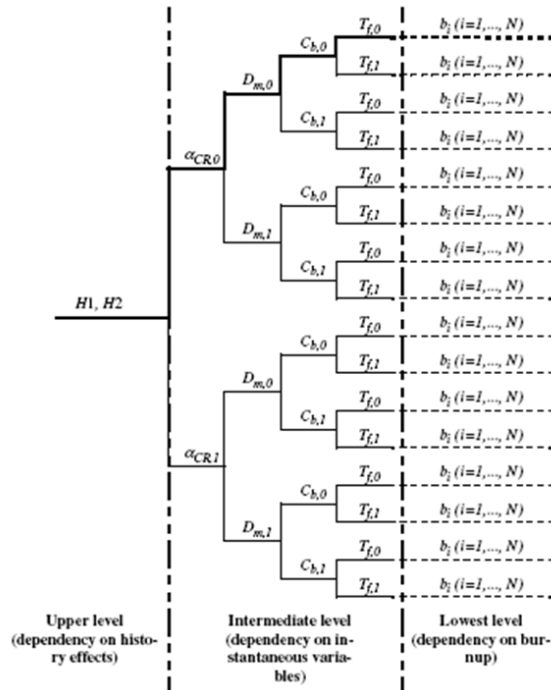 T_f,0 b_i (i=1,..., N)
C_b,0
T_f,1 b_i (i=1,..., N)
D_m,0
T_f,0 b_i (i=1,..., N)
C_b,1
T_f,1 b_i (i=1,..., N)
α_CR,0
T_f,0 b_i (i=1,..., N)
C_b,0
T_f,1 b_i (i=1,..., N)
D_m,1
T_f,0 b_i (i=1,..., N)
C_b,1
T_f,1 b_i (i=1,..., N)
H1, H2
T_f,0 b_i (i=1,..., N)
C_b,0
T_f,1 b_i (i=1,..., N)
D_m,0
T_f,0 b_i (i=1,..., N)
C_b,1
T_f,1 b_i (i=1,..., N)
α_CR,1
T_f,0 b_i (i=1,..., N)
C_b,0
T_f,1 b_i (i=1,..., N)
D_m,1
T_f,0 b_i (i=1,..., N)
C_b,1
T_f,1 b_i (i=1,..., N)
Upper level
(dependency on histo-
ry effects)
Intermediate level
(dependency on in-
stantaneous varia-
bles)
Lowest level
(dependency on bur-
nup)